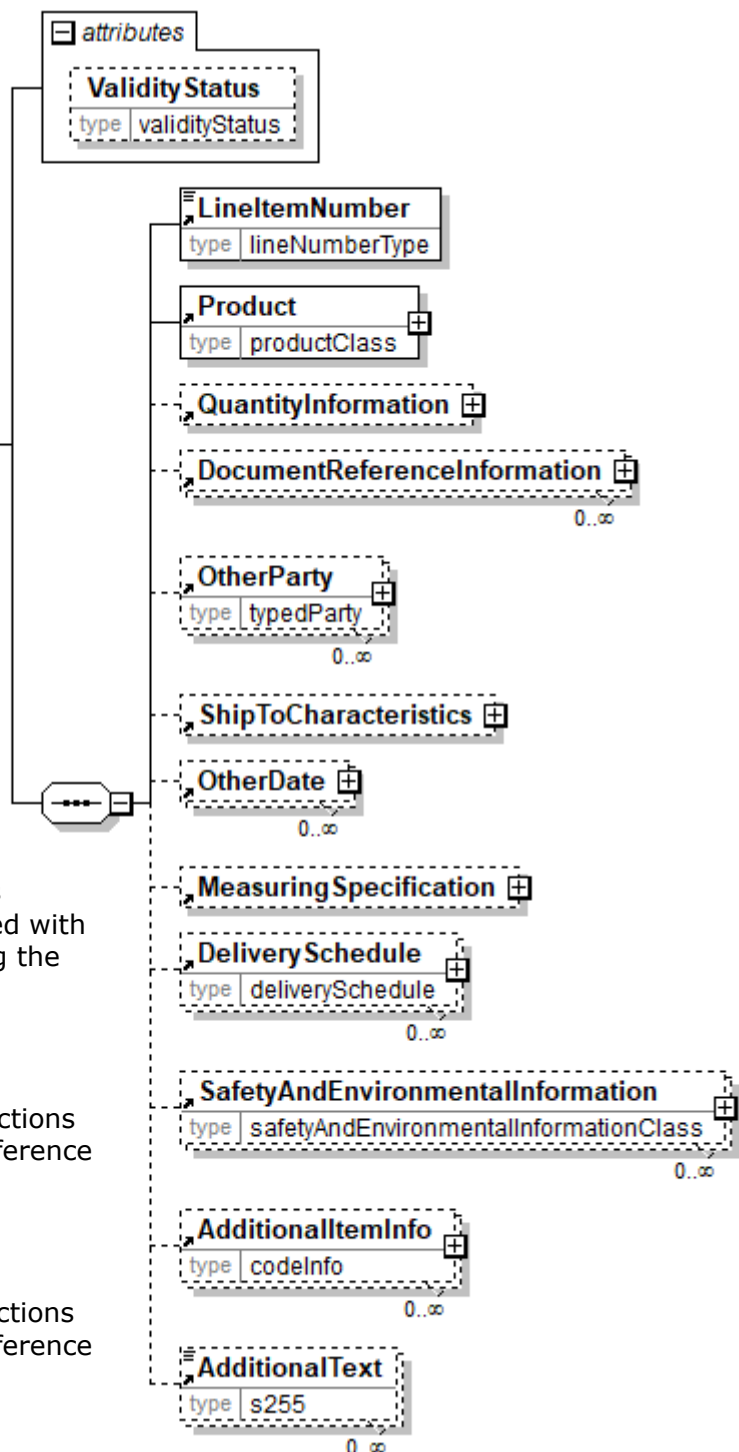 attributes
ValidityStatus
type validityStatus
LineItemNumber
type lineNumberType
Product
type productClass
QuantityInformation
DocumentReferenceInformation
0..∞
OtherParty
type typedParty
0..∞
ShipToCharacteristics
OtherDate
0..∞
MeasuringSpecification
ed with
g the
DeliverySchedule
type deliverySchedule
0..∞
SafetyAndEnvironmentalInformation
type safetyAndEnvironmentalInformationClass
0..∞
ctions
ference
AdditionalItemInfo
type codeInfo
0..∞
ctions
ference
AdditionalText
type s255
0..∞